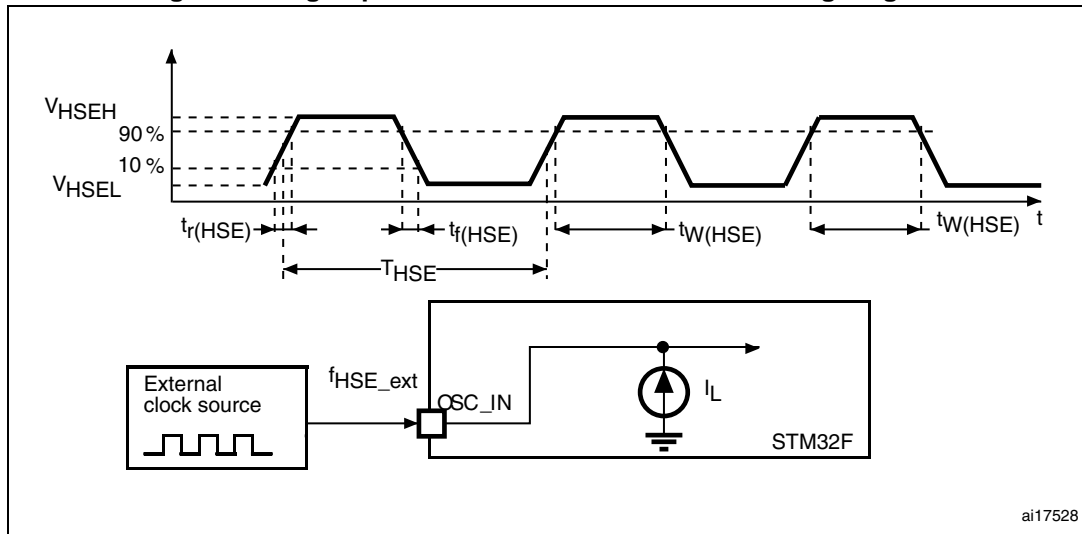 VHSEH
90 %
10 %
VHSEL
tr(HSE)
tf(HSE)
tW(HSE)
tW(HSE)
t
THSE
External
clock source
fHSE_ext
OSC_IN
IL
STM32F
ai17528